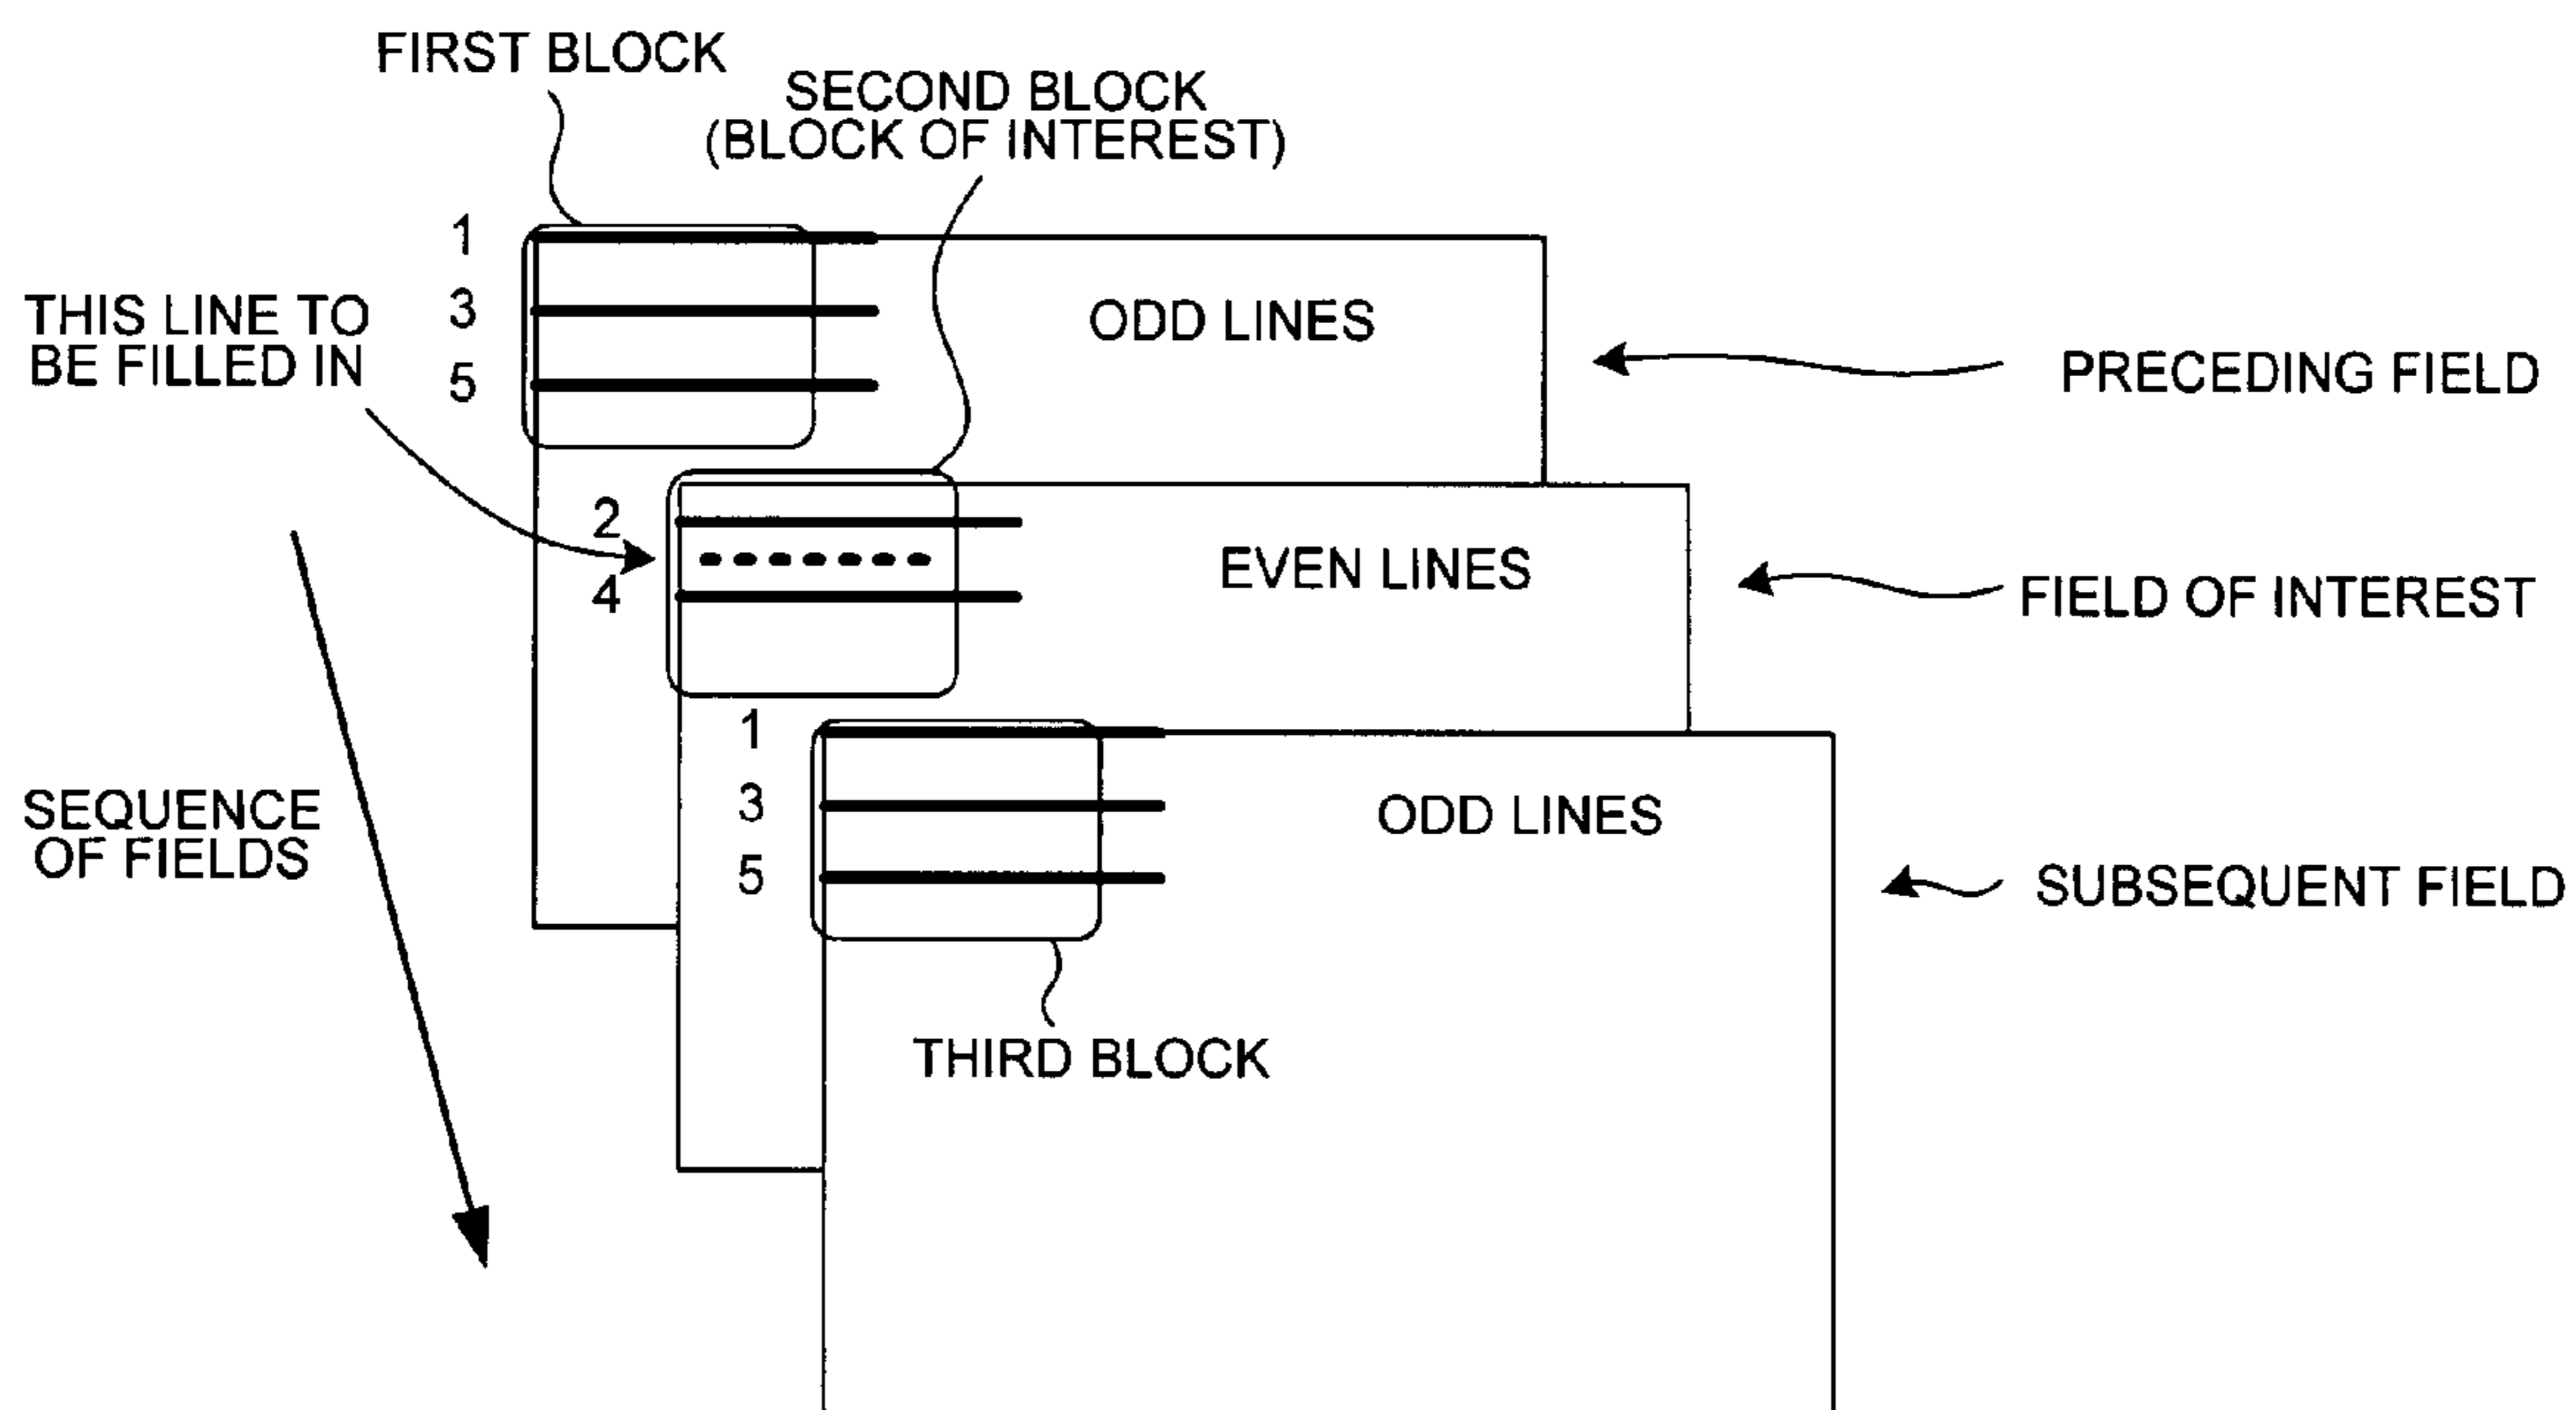 FIRST BLOCK
SECOND BLOCK
(BLOCK OF INTEREST)
1
3
5
THIS LINE TO
BE FILLED IN
ODD LINES
PRECEDING FIELD
2
4
EVEN LINES
FIELD OF INTEREST
1
3
5
SEQUENCE
OF FIELDS
ODD LINES
SUBSEQUENT FIELD
THIRD BLOCK